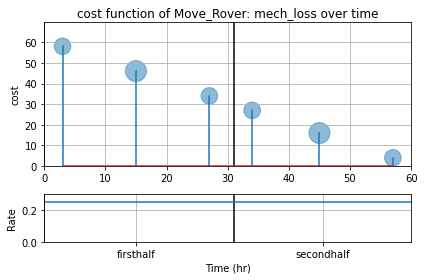 cost function of Move_Rover: mech_loss over time
cost
60
50
40
30
20
10
0
0 10 20 30 40 50 60
Rate
0.2
0.0
firsthalf secondhalf
Time (hr)